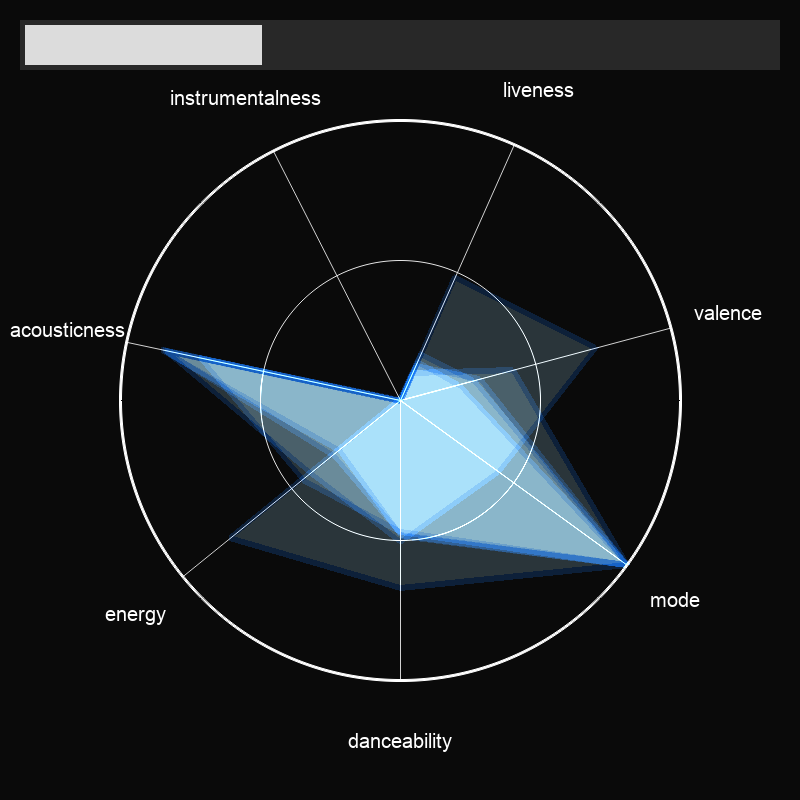 liveness
instrumentalness
valence
acousticness
mode
energy
danceability